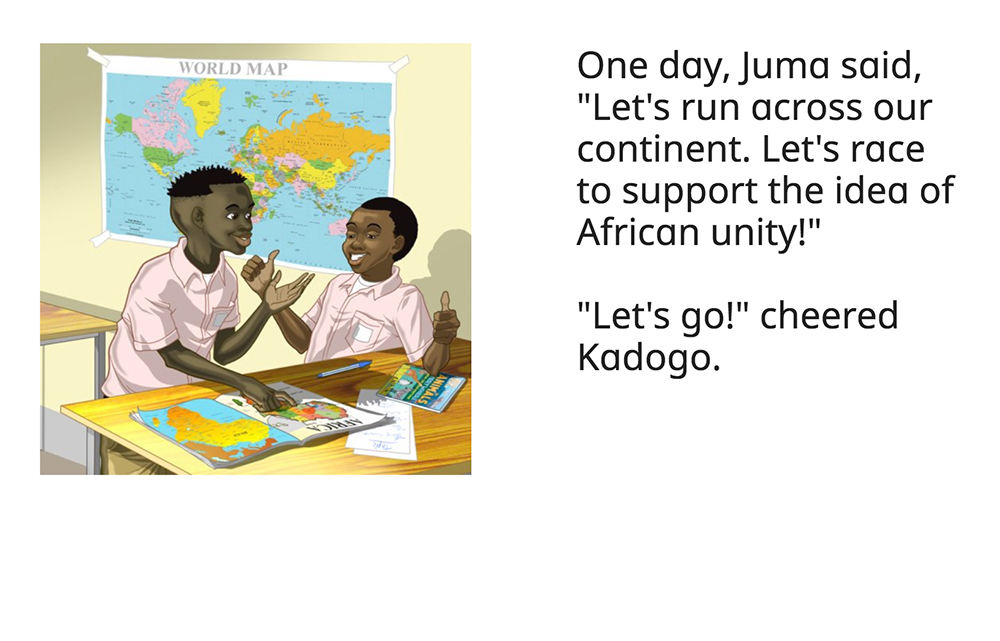 WORLD MAP
AFRICA
ANIMALS
One day, Juma said,
"Let's run across our
continent. Let's race
to support the idea of
African unity!"
"Let's go!" cheered
Kadogo.